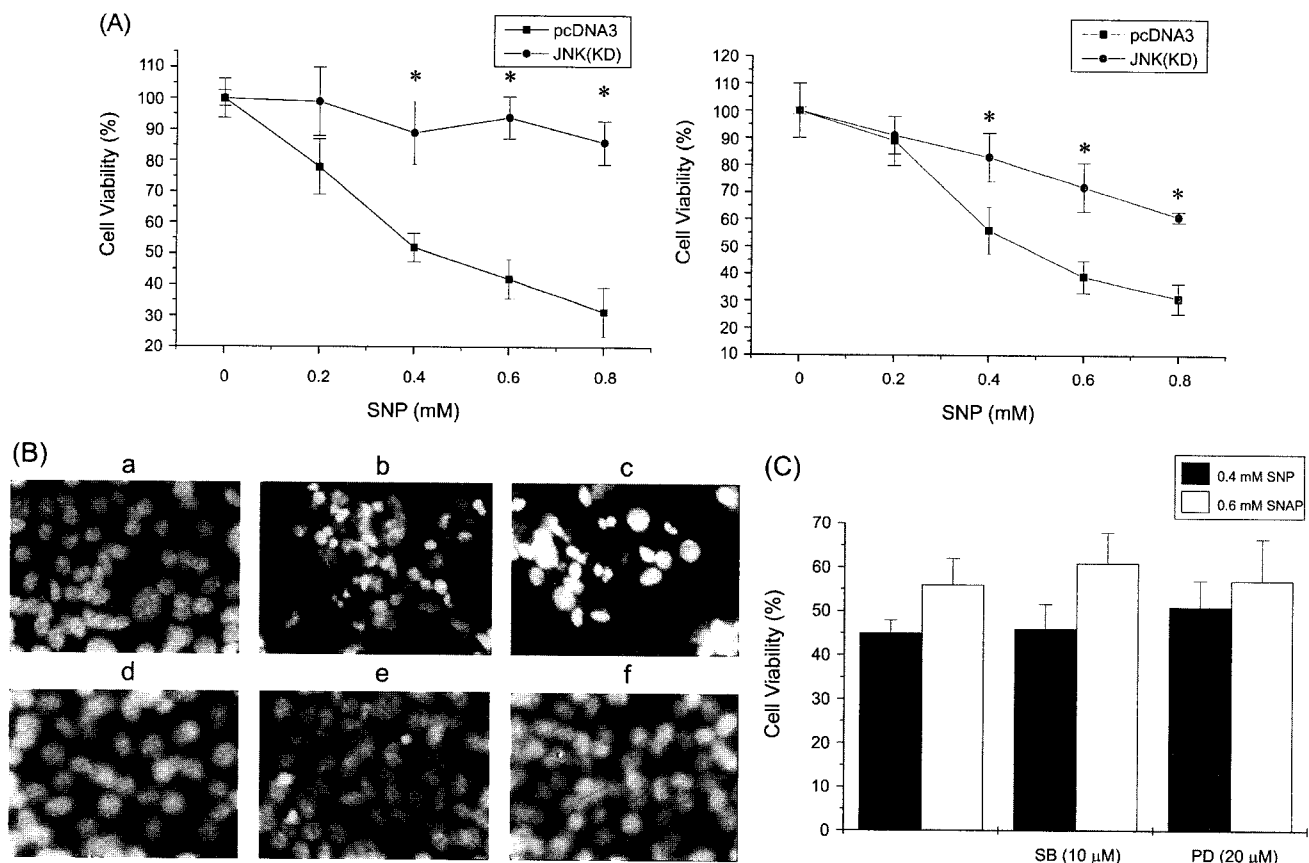 (A)
pcDNA3
JNK(KD)
110
100
90
80
70
60
50
40
30
20
Cell Viability (%)
* * *
0 0.2 0.4 0.6 0.8
SNP (mM)
pcDNA3
JNK(KD)
120
110
100
90
80
70
60
50
40
30
20
10
Cell Viability (%)
* * *
0 0.2 0.4 0.6 0.8
SNP (mM)
(B)
a b c
d e f
(C)
0.4 mM SNP
0.6 mM SNAP
70
60
50
40
30
20
10
0
Cell Viability (%)
SB (10 µM) PD (20 µM)